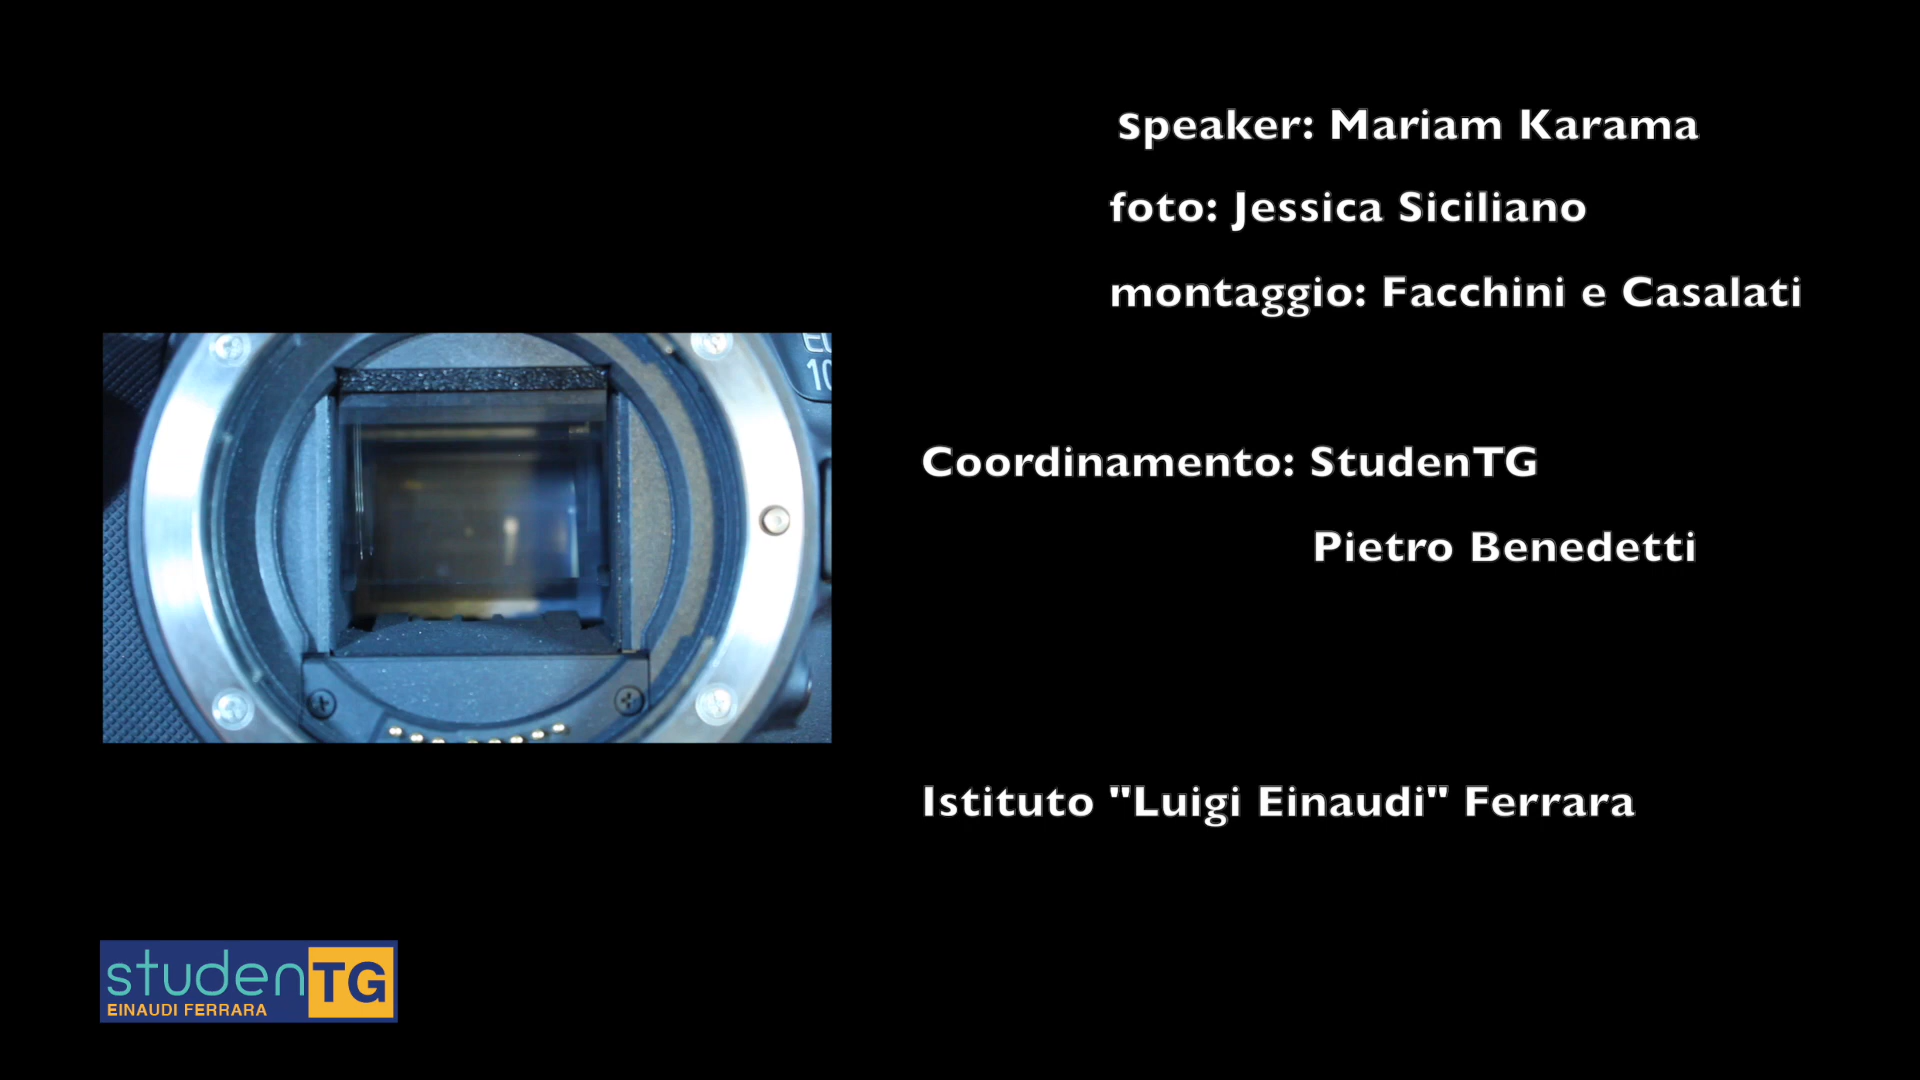 speaker: Mariam Karama
foto: Jessica Siciliano
montaggio: Facchini e Casalati
Coordinamento: StudenTG
Pietro Benedetti
Istituto "Luigi Einaudi" Ferrara
studenTG
EINAUDI FERRARA